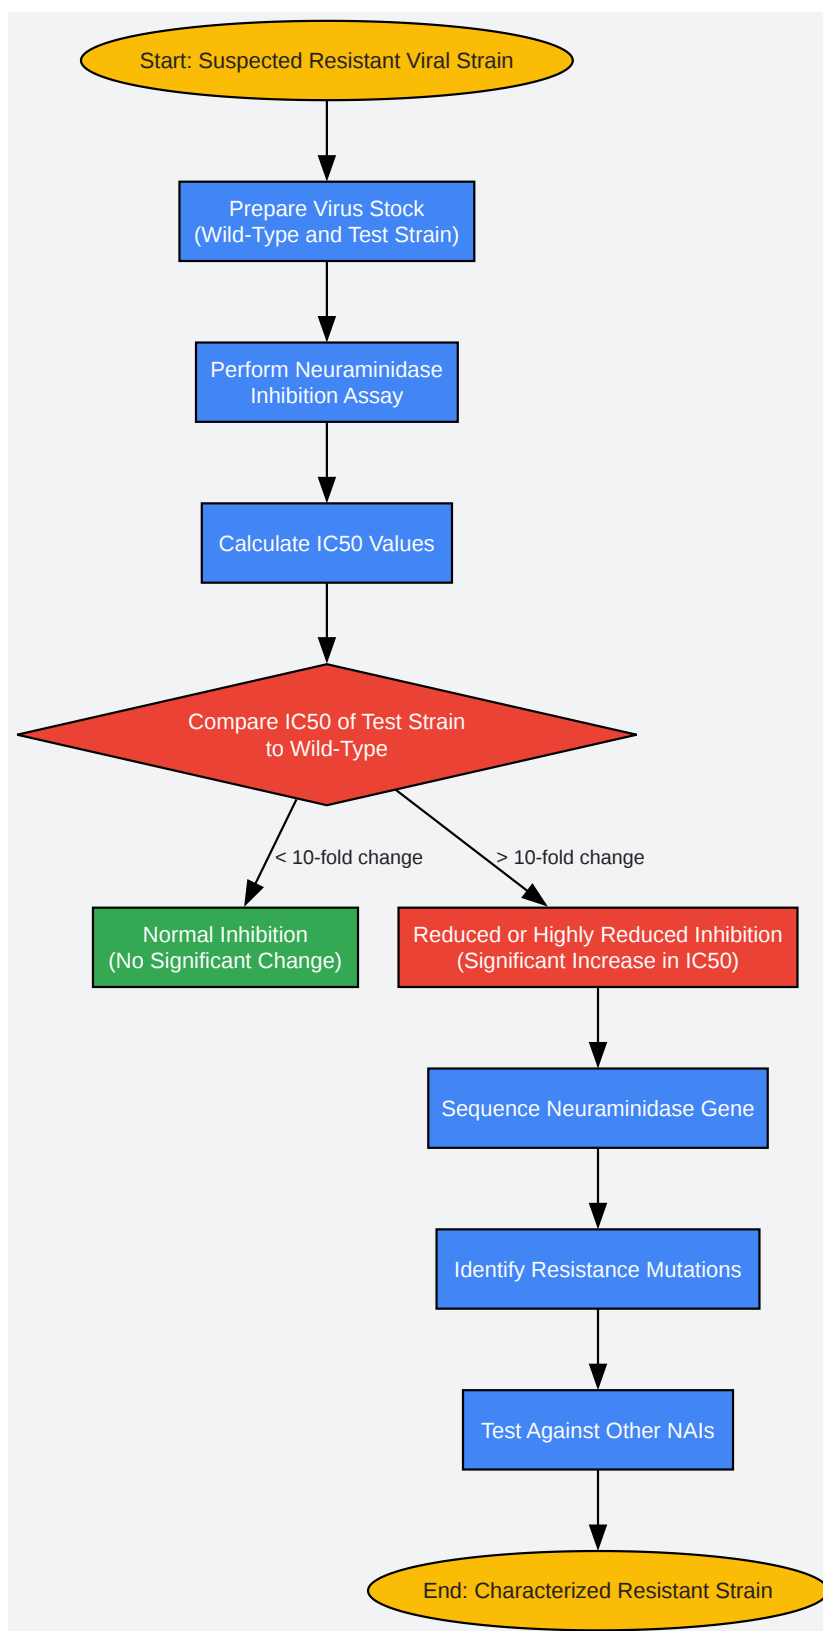 Start: Suspected Resistant Viral Strain
Prepare Virus Stock
(Wild-Type and Test Strain)
Perform Neuraminidase
Inhibition Assay
Calculate IC50 Values
Compare IC50 of Test Strain
to Wild-Type
< 10-fold change
> 10-fold change
Normal Inhibition
(No Significant Change)
Reduced or Highly Reduced Inhibition
(Significant Increase in IC50)
Sequence Neuraminidase Gene
Identify Resistance Mutations
Test Against Other NAIs
End: Characterized Resistant Strain